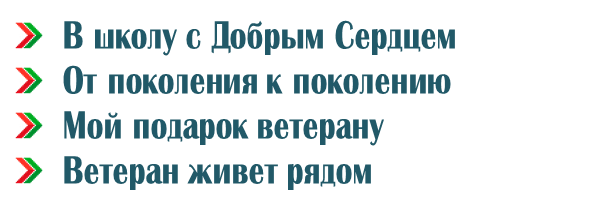 В школу с Добрым Сердцем
От поколения к поколению
Мой подарок ветерану
Ветеран живет рядом